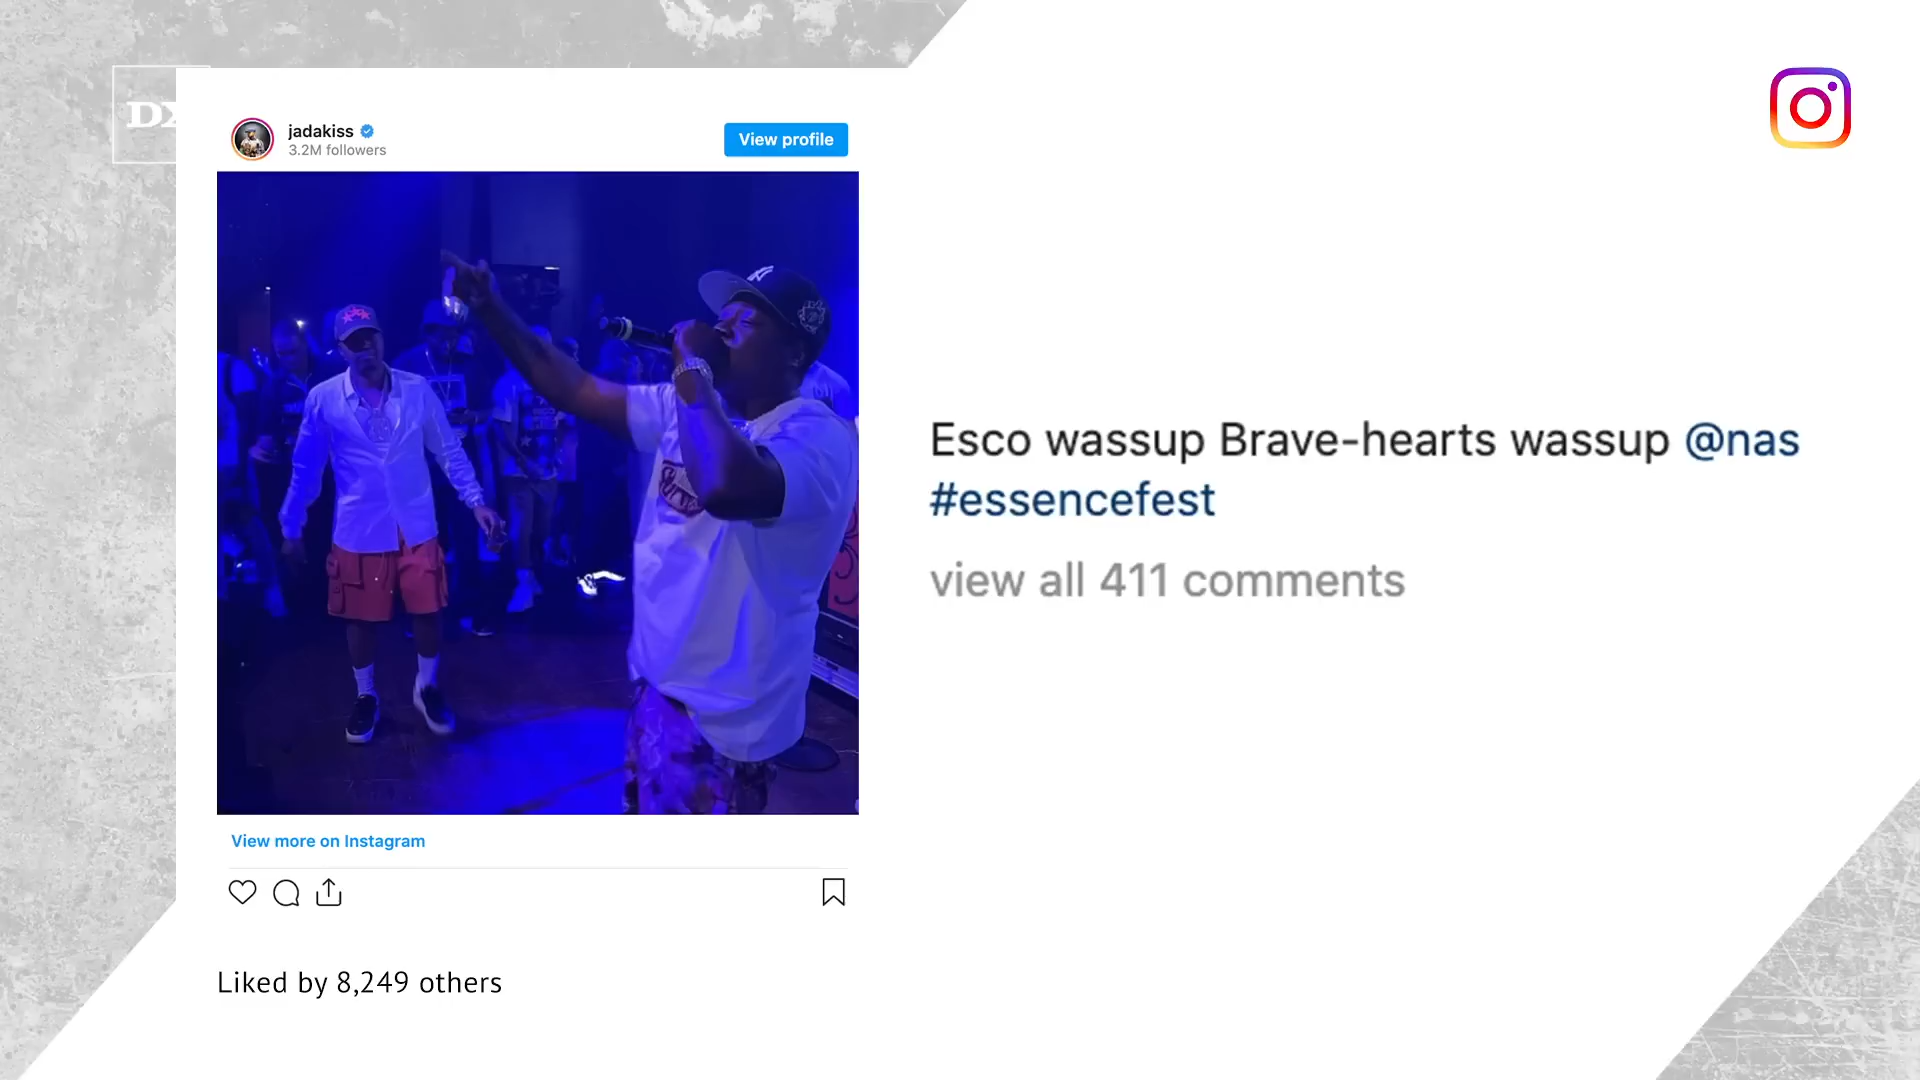 DX
jadakiss
3.2M followers
View profile
Esco wassup Brave-hearts wassup @nas
#essencefest
view all 411 comments
View more on Instagram
Liked by 8,249 others